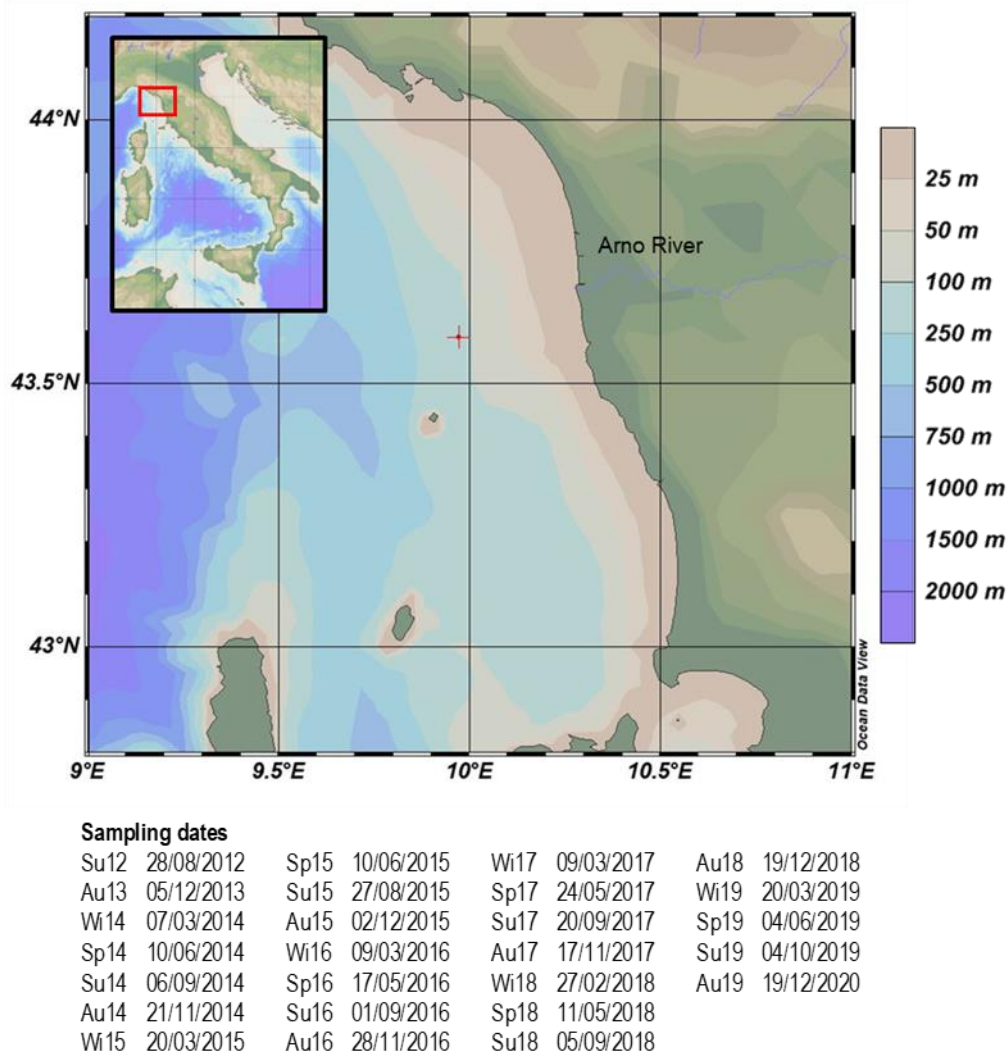 44°N
Arno River
43.5°N
43°N
9°E 9.5°E 10°E 10.5°E 11°E
25 m
50 m
100 m
250 m
500 m
750 m
1000 m
1500 m
2000 m
Ocean Data View
Sampling dates
Su12 28/08/2012 Sp15 10/06/2015 Wi17 09/03/2017 Au18 19/12/2018
Au13 05/12/2013 Su15 27/08/2015 Sp17 24/05/2017 Wi19 20/03/2019
Wi14 07/03/2014 Au15 02/12/2015 Su17 20/09/2017 Sp19 04/06/2019
Sp14 10/06/2014 Wi16 09/03/2016 Au17 17/11/2017 Su19 04/10/2019
Su14 06/09/2014 Sp16 17/05/2016 Wi18 27/02/2018 Au19 19/12/2020
Au14 21/11/2014 Su16 01/09/2016 Sp18 11/05/2018
Wi15 20/03/2015 Au16 28/11/2016 Su18 05/09/2018